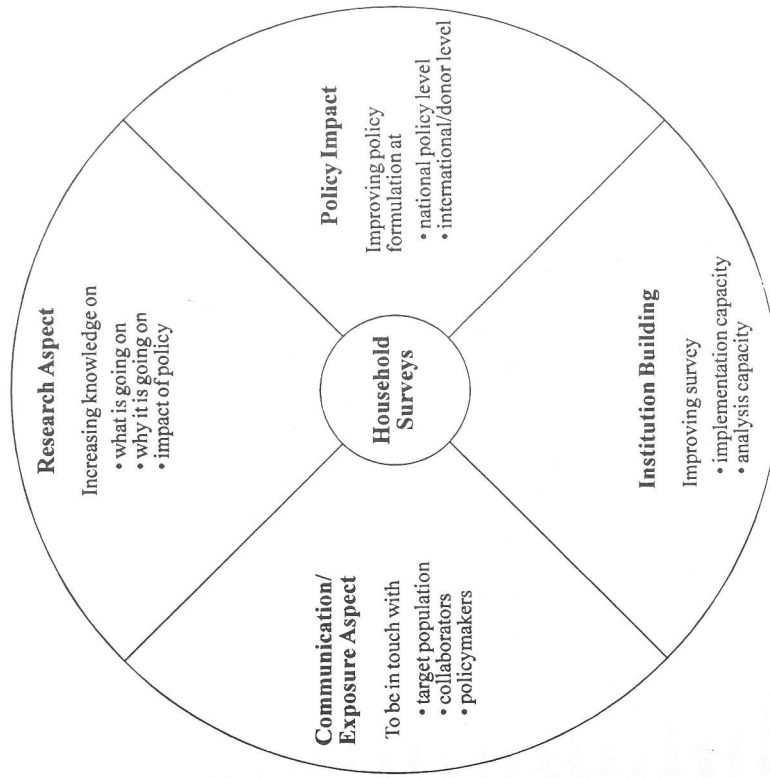 Research Aspect
Increasing knowledge on
• what is going on
• why it is going on
• impact of policy
Policy Impact
Improving policy
formulation at
• national policy level
• international/donor level
Household
Surveys
Communication/
Exposure Aspect
To be in touch with
• target population
• collaborators
• policymakers
Institution Building
Improving survey
• implementation capacity
• analysis capacity